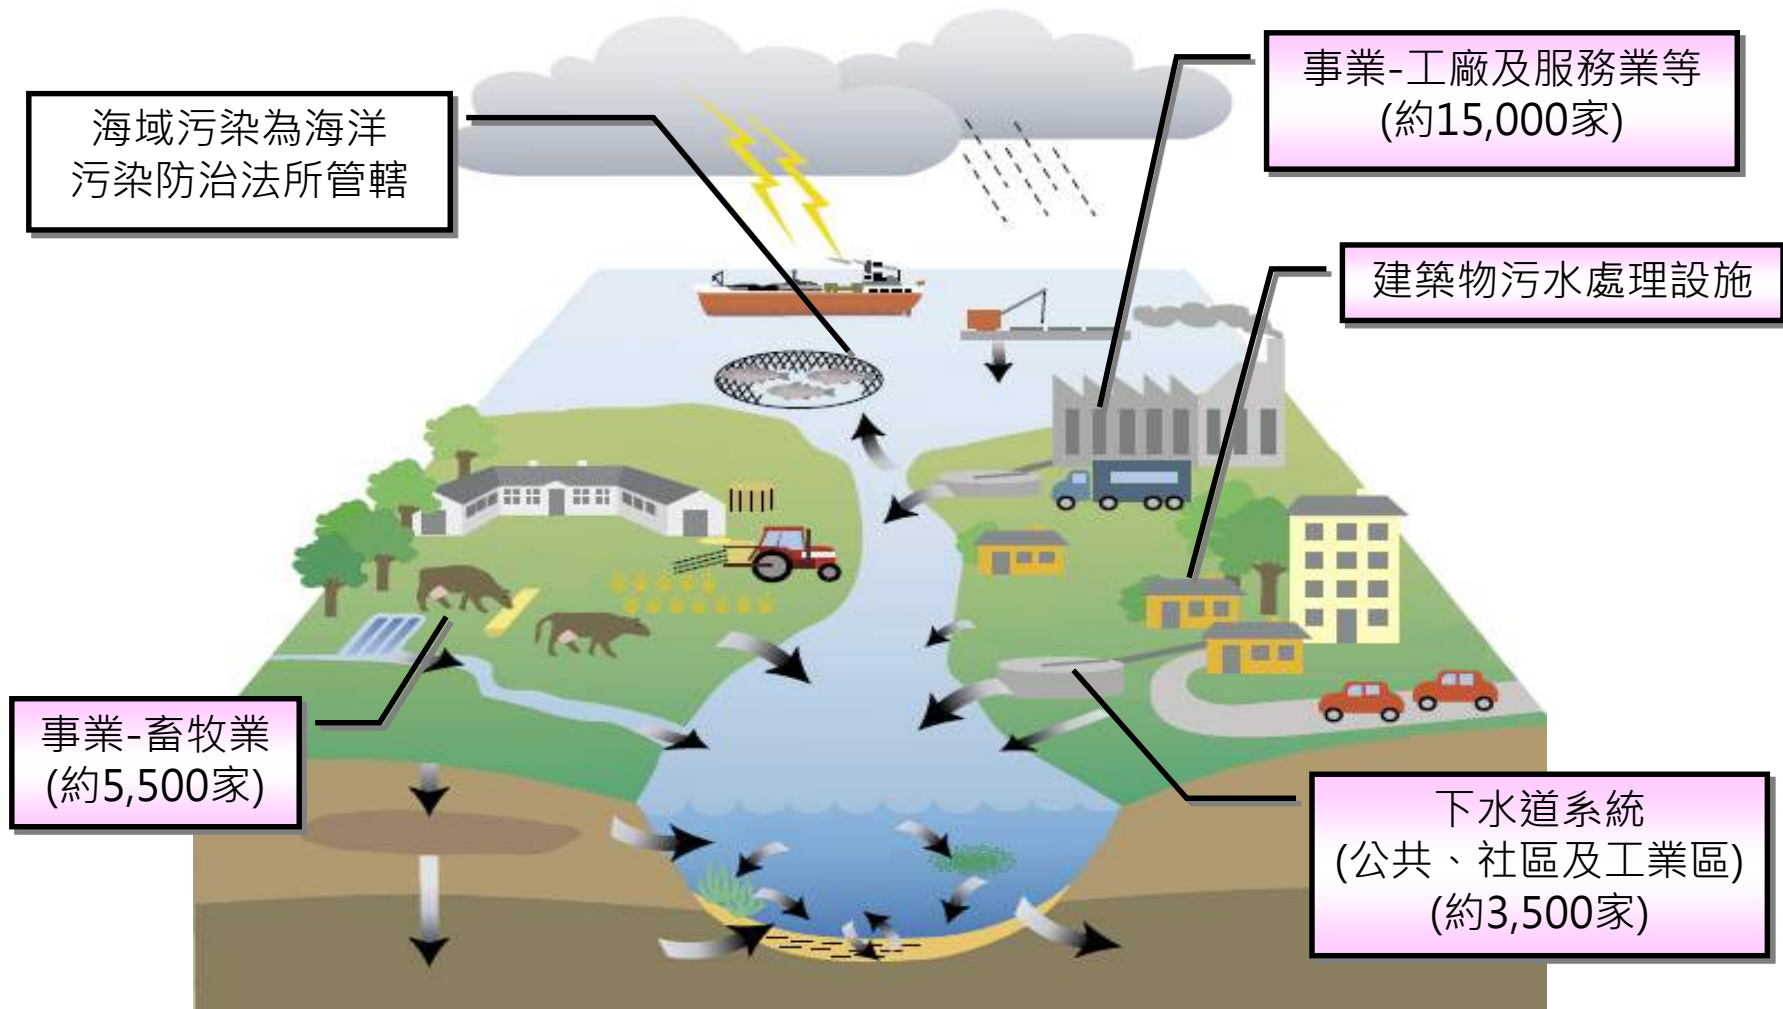 海域污染為海洋
污染防治法所管轄
事業-工廠及服務業等
(約15,000家)
建築物污水處理設施
事業-畜牧業
(約5,500家)
下水道系統
(公共、社區及工業區)
(約3,500家)